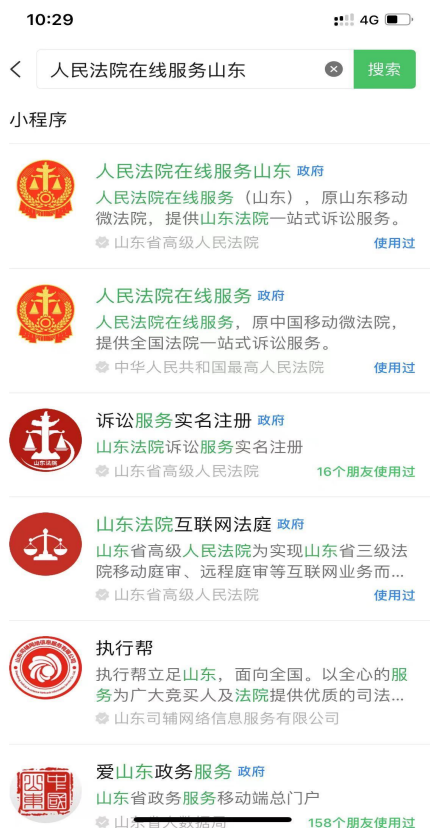 10:29
4G
人民法院在线服务山东
搜索
小程序
人民法院在线服务山东 政府
人民法院在线服务（山东），原山东移动
微法院，提供山东法院一站式诉讼服务。
山东省高级人民法院
使用过
人民法院在线服务 政府
人民法院在线服务，原中国移动微法院，
提供全国法院一站式诉讼服务。
中华人民共和国最高人民法院
使用过
山东法院
诉讼服务实名注册 政府
山东法院诉讼服务实名注册
山东省高级人民法院
16个朋友使用过
山东法院互联网法庭 政府
山东省高级人民法院为实现山东省三级法
院移动庭审、远程庭审等互联网业务而...
山东省高级人民法院
使用过
执行帮
执行帮立足山东，面向全国。以全心的服
务为广大竞买人及法院提供优质的司法...
山东司辅网络信息服务有限公司
爱山东政务服务 政府
山东省政务服务移动端总门户
山东省大数据局
158个朋友使用过